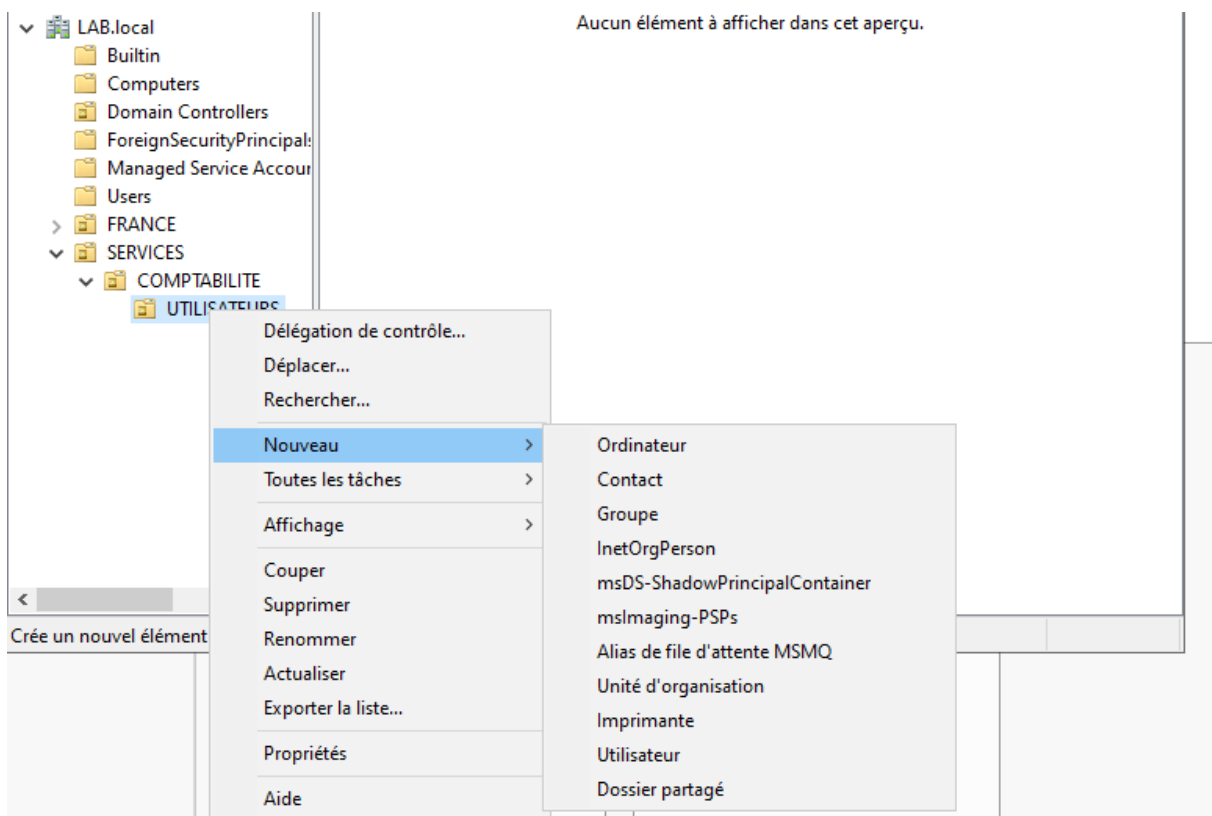 LAB.local
Aucun élément à afficher dans cet aperçu.
Builtin
Computers
Domain Controllers
ForeignSecurityPrincipals
Managed Service Accour
Users
FRANCE
SERVICES
COMPTABILITE
UTILISATEURS
Délégation de contrôle...
Déplacer...
Rechercher...
Nouveau
Toutes les tâches
Affichage
Couper
Supprimer
Renommer
Actualiser
Exporter la liste...
Propriétés
Aide
Ordinateur
Contact
Groupe
InetOrgPerson
msDS-ShadowPrincipalContainer
msImaging-PSPs
Alias de file d'attente MSMQ
Unité d'organisation
Imprimante
Utilisateur
Dossier partagé
Crée un nouvel élément